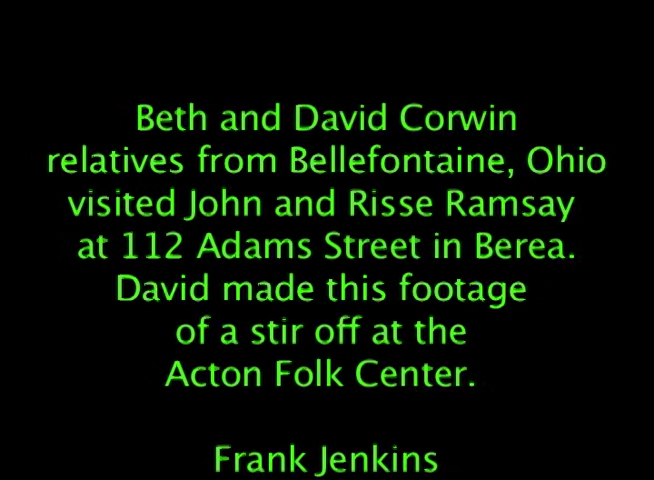 Beth and David Corwin
relatives from Bellefontaine, Ohio
visited John and Risse Ramsay
at 112 Adams Street in Berea.
David made this footage
of a stir off at the
Acton Folk Center.
Frank Jenkins